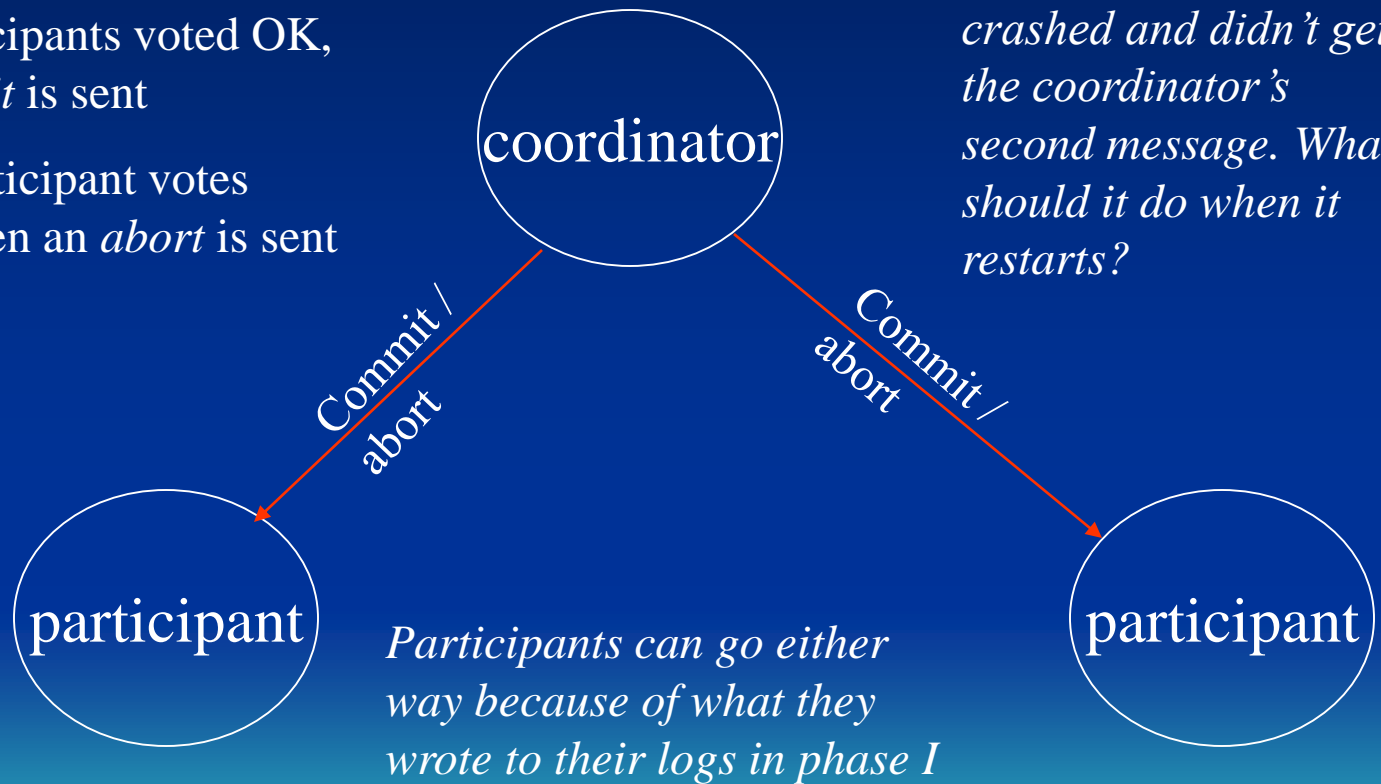 cipants voted OK,
it is sent
ticipant votes
en an abort is sent
coordinator
crashed and didn't get
the coordinator's
second message. Wha
should it do when it
restarts?
Commit /
abort
Commit /
abort
participant
Participants can go either
way because of what they
wrote to their logs in phase I
participant